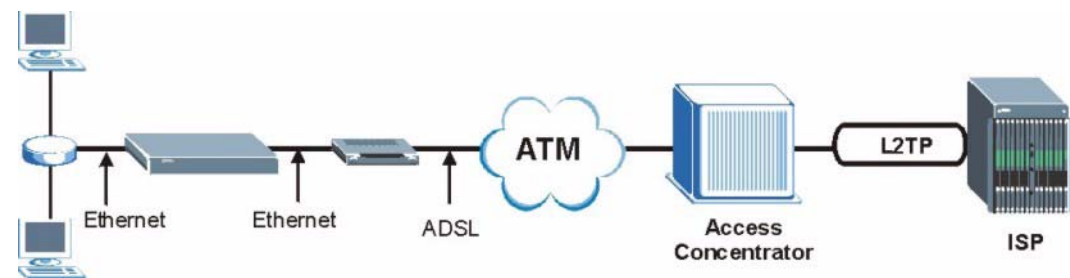 Ethernet
Ethernet
ADSL
ATM
Access
Concentrator
L2TP
ISP